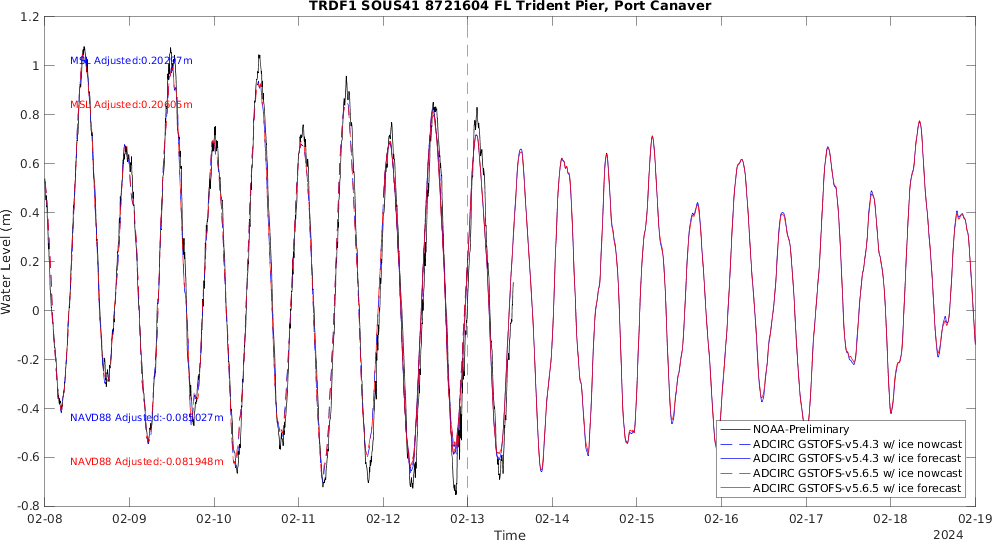 TRDF1 SOUS41 8721604 FL Trident Pier, Port Canaver
1.2
1
0.8
0.6
0.4
0.2
0
-0.2
-0.4
-0.6
-0.8
Water Level (m)
MSL Adjusted:0.20297m
MSL Adjusted:0.20605m
NAVD88 Adjusted:-0.085027m
NAVD88 Adjusted:-0.081948m
NOAA-Preliminary
ADCIRC GSTOFS-v5.4.3 w/ ice nowcast
ADCIRC GSTOFS-v5.4.3 w/ ice forecast
ADCIRC GSTOFS-v5.6.5 w/ ice nowcast
ADCIRC GSTOFS-v5.6.5 w/ ice forecast
02-08 02-09 02-10 02-11 02-12 02-13 02-14 02-15 02-16 02-17 02-18 02-19
Time
2024